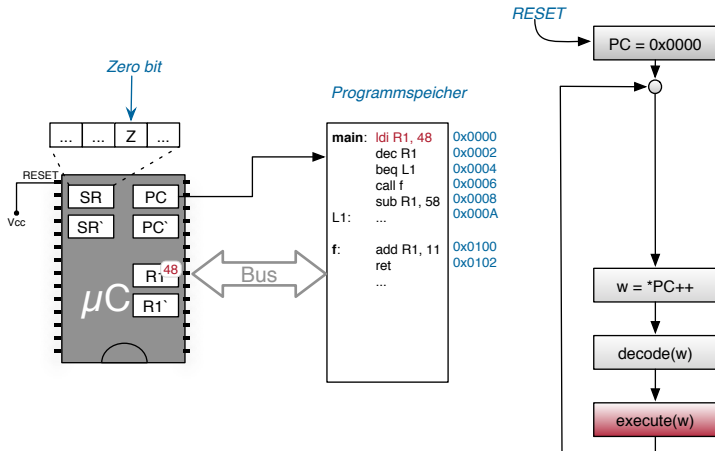 RESET
PC = 0x0000
Zero bit
Programmspeicher
... ... Z ...
main: ldi R1, 48 0x0000
dec R1 0x0002
beq L1 0x0004
call f 0x0006
sub R1, 58 0x0008
L1: ... 0x000A
f: add R1, 11 0x0100
ret 0x0102
...
RESET
Vcc
SR PC
SR` PC`
R1 48
R1`
µC
Bus
w = *PC++
decode(w)
execute(w)